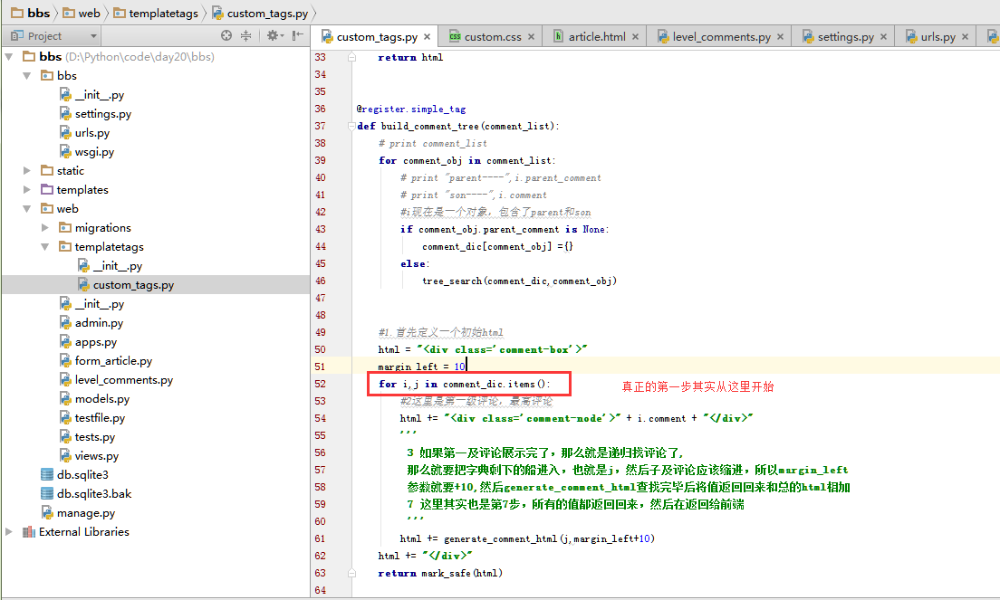 bbs web templatetags custom_tags.py
Project
custom_tags.py custom.css article.html level_comments.py settings.py urls.py
bbs (D:\Python\code\day20\bbs)
bbs
__init__.py
settings.py
urls.py
wsgi.py
static
templates
web
migrations
templatetags
__init__.py
custom_tags.py
__init__.py
admin.py
apps.py
form_article.py
level_comments.py
models.py
testfile.py
tests.py
views.py
db.sqlite3
db.sqlite3.bak
manage.py
External Libraries
33 return html
34
35
36 @register.simple_tag
37 def build_comment_tree(comment_list):
38 # print comment_list
39 for comment_obj in comment_list:
40 # print "parent----",i.parent_comment
41 # print "son----",i.comment
42 #i现在是一个对象，包含了parent和son
43 if comment_obj.parent_comment is None:
44 comment_dic[comment_obj] ={}
45 else:
46 tree_search(comment_dic,comment_obj)
47
48
49 #1.首先定义一个初始html
50 html = "<div class='comment-box'>"
51 margin_left = 10
52 for i,j in comment_dic.items():
真正的第一步其实从这里开始
53 #2这里是第一级评论，最高评论
54 html += "<div class='comment-node'>" + i.comment + "</div>"
55 '''
56 3 如果第一及评论展示完了，那么就是递归找评论了，
57 那么就要把字典剩下的船进入，也就是j，然后子及评论应该缩进，所以margin_left
58 参数就要+10,然后generate_comment_html查找完毕后将值返回回来和总的html相加
59 7 这里其实也是第7步，所有的值都返回回来，然后在返回给前端
60 '''
61 html += generate_comment_html(j,margin_left+10)
62 html += "</div>"
63 return mark_safe(html)
64